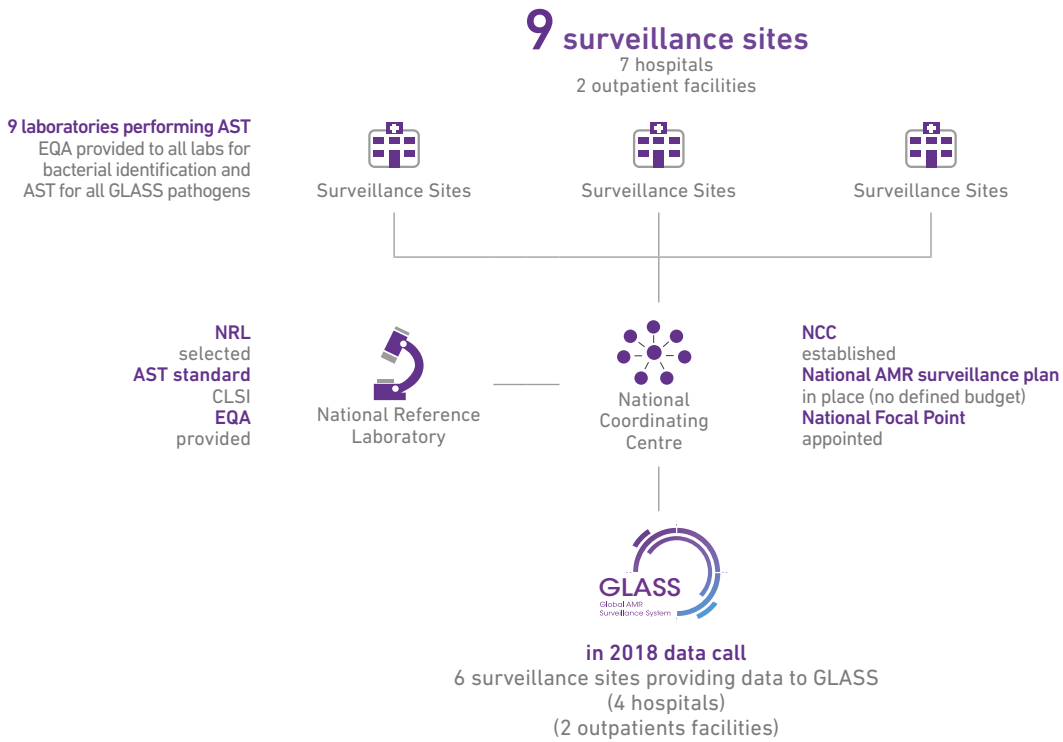 9 surveillance sites
7 hospitals
2 outpatient facilities
9 laboratories performing AST
EQA provided to all labs for
bacterial identification and
AST for all GLASS pathogens
Surveillance Sites
Surveillance Sites
Surveillance Sites
NRL
selected
AST standard
CLSI
EQA
provided
National Reference
Laboratory
National
Coordinating
Centre
NCC
established
National AMR surveillance plan
in place (no defined budget)
National Focal Point
appointed
GLASS
Global AMR
Surveillance System
in 2018 data call
6 surveillance sites providing data to GLASS
(4 hospitals)
(2 outpatients facilities)